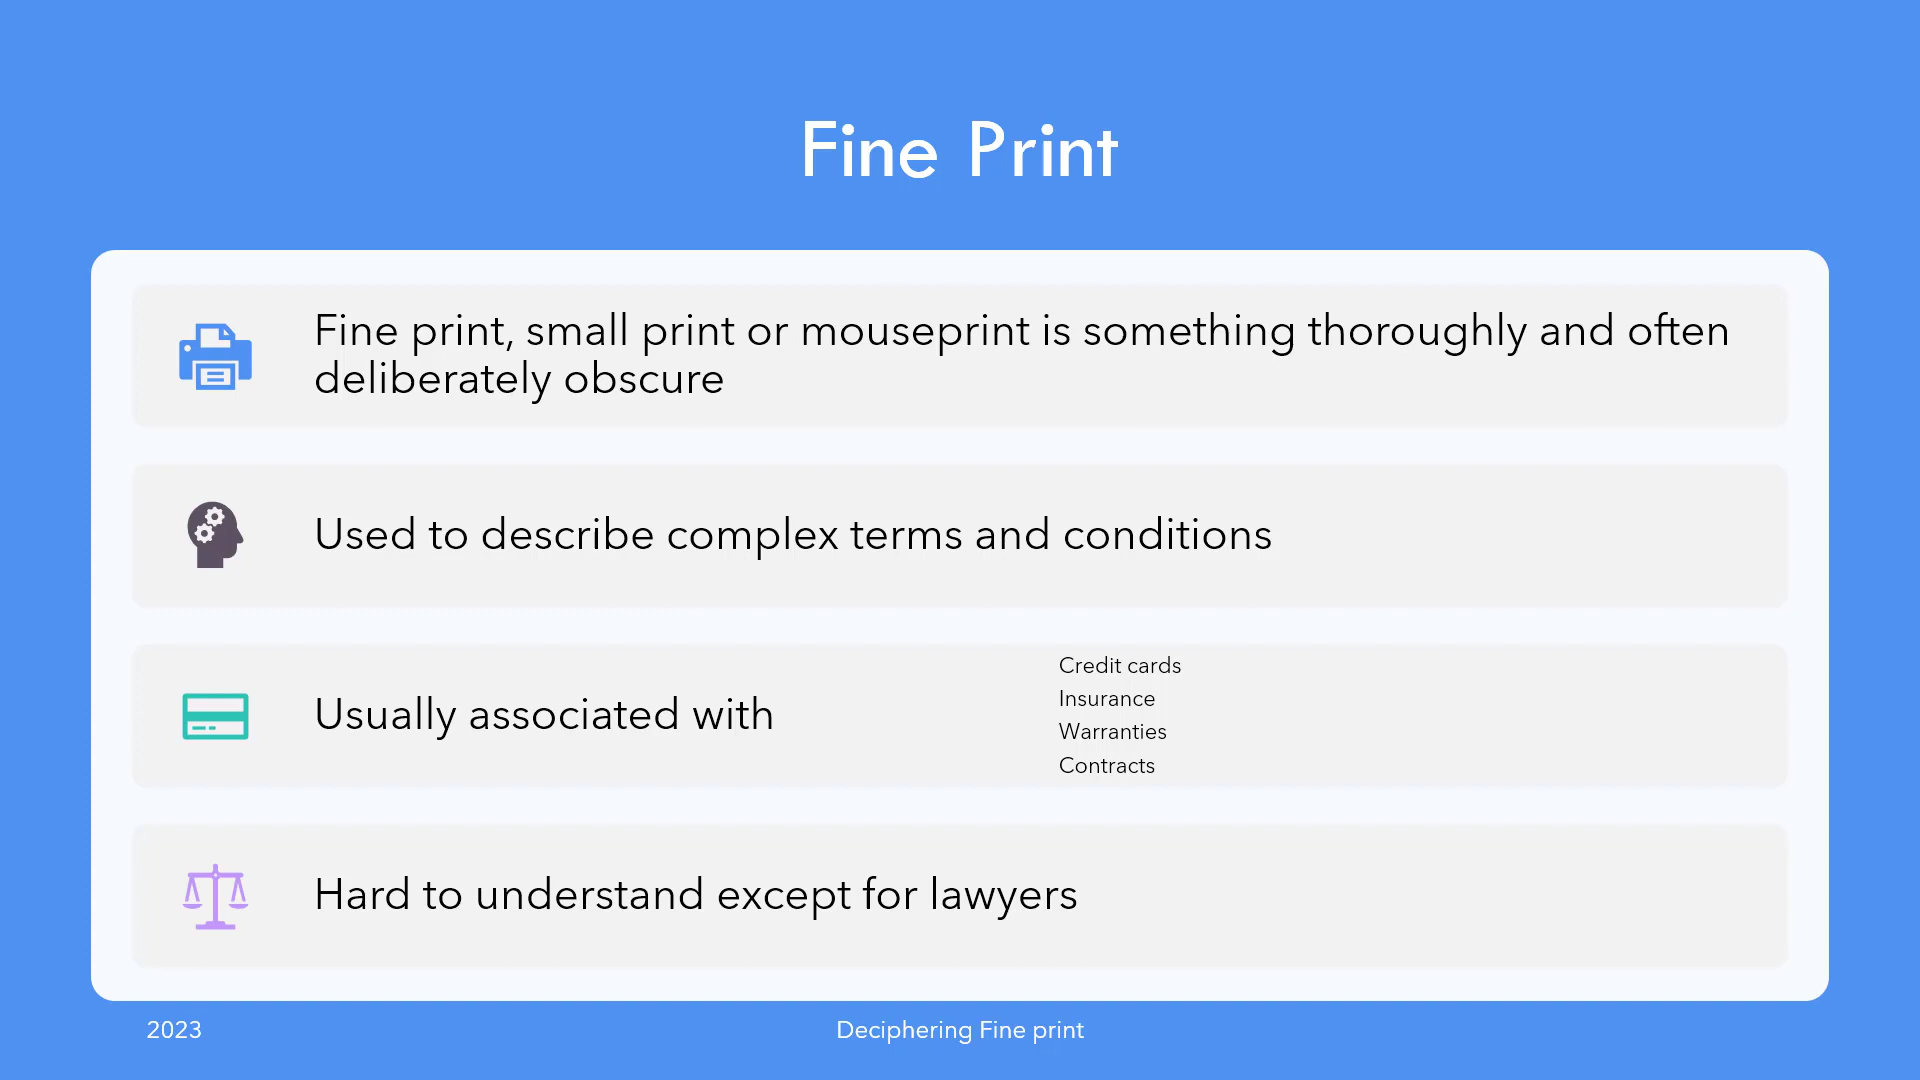 Fine Print
Fine print, small print or mouseprint is something thoroughly and often
deliberately obscure
Used to describe complex terms and conditions
Usually associated with
Credit cards
Insurance
Warranties
Contracts
Hard to understand except for lawyers
2023
Deciphering Fine print